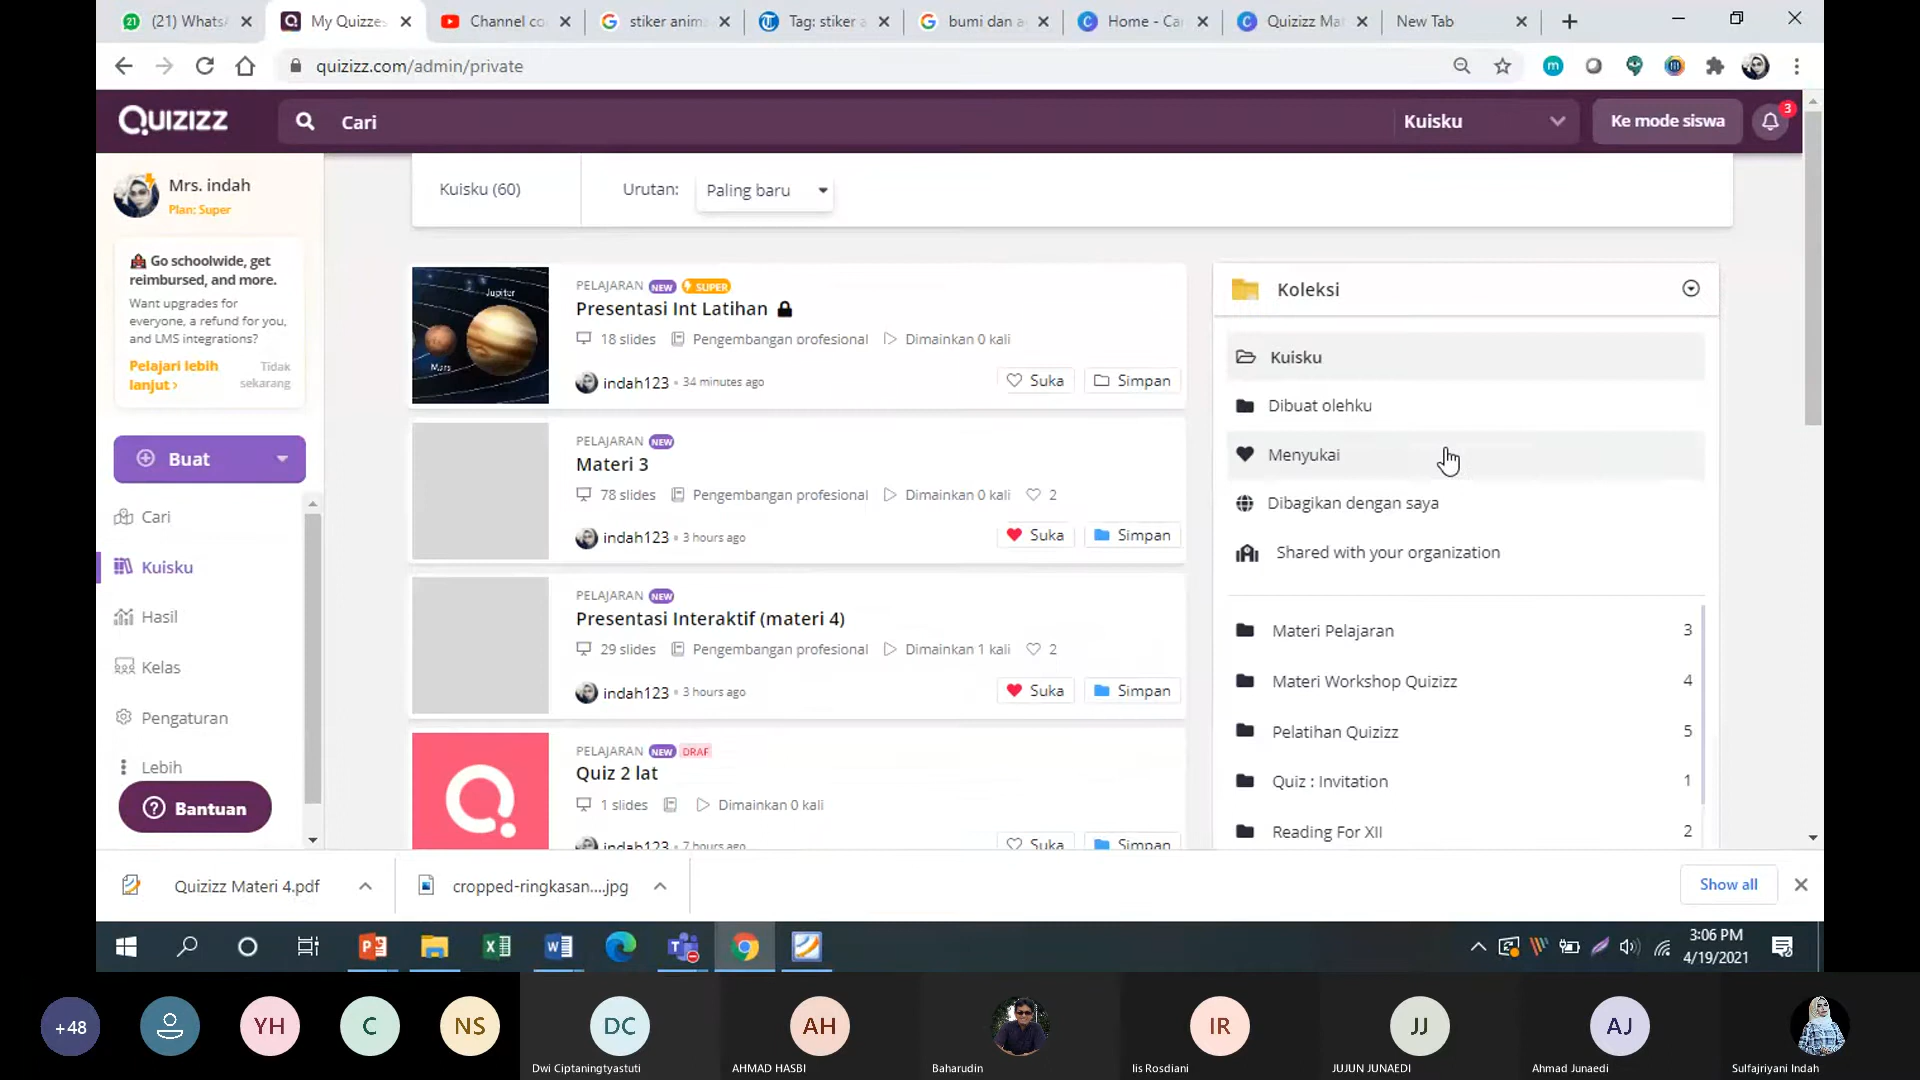 (21) Whats
My Quizzes
Channel co
stiker anim
Tag: stiker a
bumi dan a
Home - Ca
Quizizz Mat
New Tab
quizizz.com/admin/private
QUIZIZZ
Cari
Kuisku
Ke mode siswa
3
Mrs. indah
Plan: Super
Go schoolwide, get
reimbursed, and more.
Want upgrades for
everyone, a refund for you,
and LMS integrations?
Pelajari lebih
lanjut ›
Tidak
sekarang
Buat
Cari
Kuisku
Hasil
Kelas
Pengaturan
Lebih
Bantuan
Kuisku (60)
Urutan:
Paling baru
Jupiter
Mars
PELAJARAN NEW SUPER
Presentasi Int Latihan
18 slides Pengembangan profesional Dimainkan 0 kali
indah123 • 34 minutes ago
Suka Simpan
PELAJARAN NEW
Materi 3
78 slides Pengembangan profesional Dimainkan 0 kali 2
indah123 • 3 hours ago
Suka Simpan
PELAJARAN NEW
Presentasi Interaktif (materi 4)
29 slides Pengembangan profesional Dimainkan 1 kali 2
indah123 • 3 hours ago
Suka Simpan
PELAJARAN NEW DRAF
Quiz 2 lat
1 slides Dimainkan 0 kali
indah123 • 7 hours ago
Suka Simpan
Koleksi
Kuisku
Dibuat olehku
Menyukai
Dibagikan dengan saya
Shared with your organization
Materi Pelajaran 3
Materi Workshop Quizizz 4
Pelatihan Quizizz 5
Quiz : Invitation 1
Reading For XII 2
Quizizz Materi 4.pdf
cropped-ringkasan....jpg
Show all
3:06 PM
4/19/2021
+48
YH
C
NS
DC
Dwi Ciptaningtyastuti
AH
AHMAD HASBI
Baharudin
IR
Iis Rosdiani
JJ
JUJUN JUNAEDI
AJ
Ahmad Junaedi
Sulfajriyani Indah